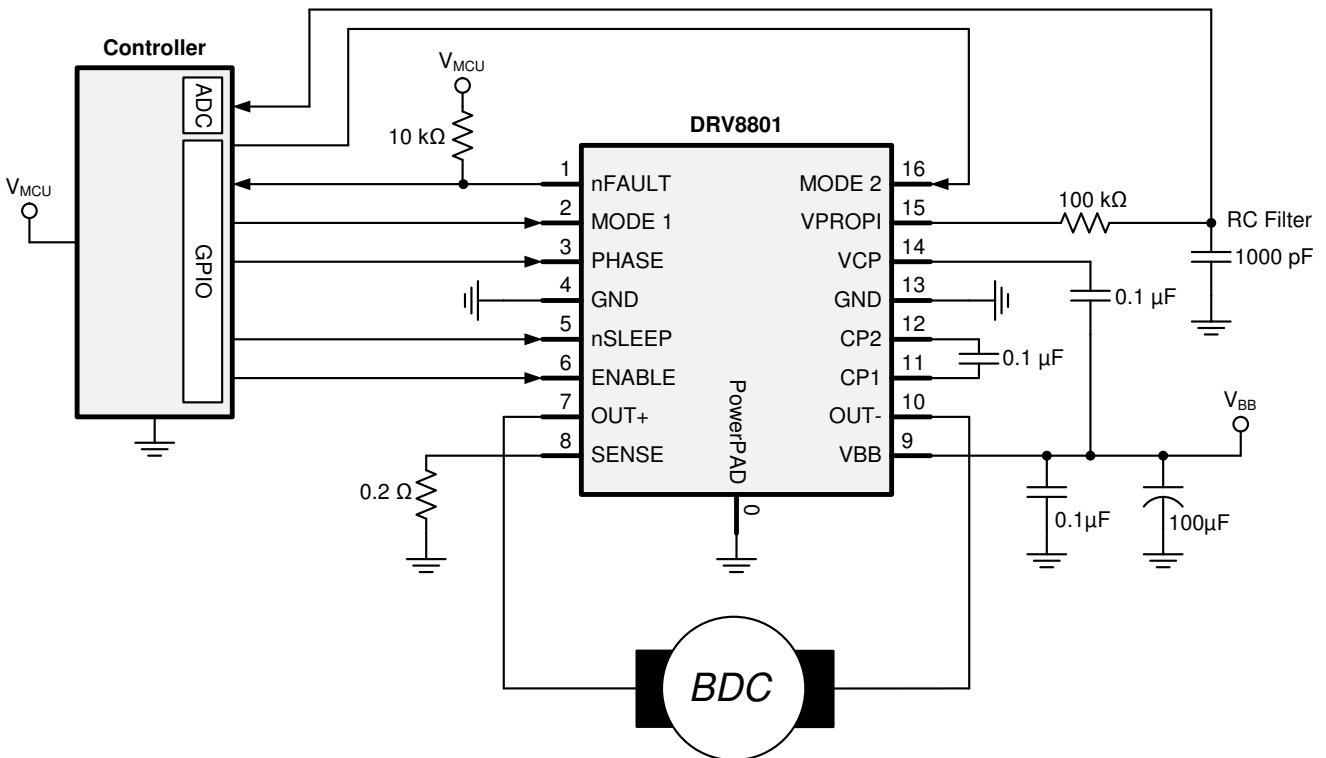 Controller
ADC
GPIO
VMCU
VMCU
10 kΩ
DRV8801
1
nFAULT
2
MODE 1
3
PHASE
4
GND
5
nSLEEP
6
ENABLE
7
OUT+
8
SENSE
PowerPAD
0
16
MODE 2
15
VPROPI
14
VCP
13
GND
12
CP2
11
CP1
10
OUT-
9
VBB
100 kΩ
RC Filter
1000 pF
0.1 µF
0.1 µF
VBB
0.1µF
100µF
0.2 Ω
BDC